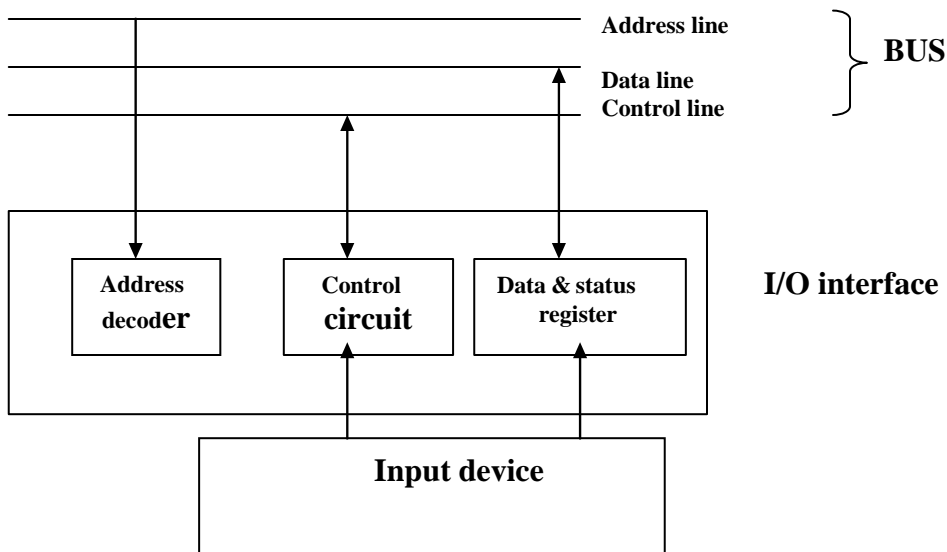 Address line
BUS
Data line
Control line
Address
decoder
Control
circuit
Data & status
register
I/O interface
Input device